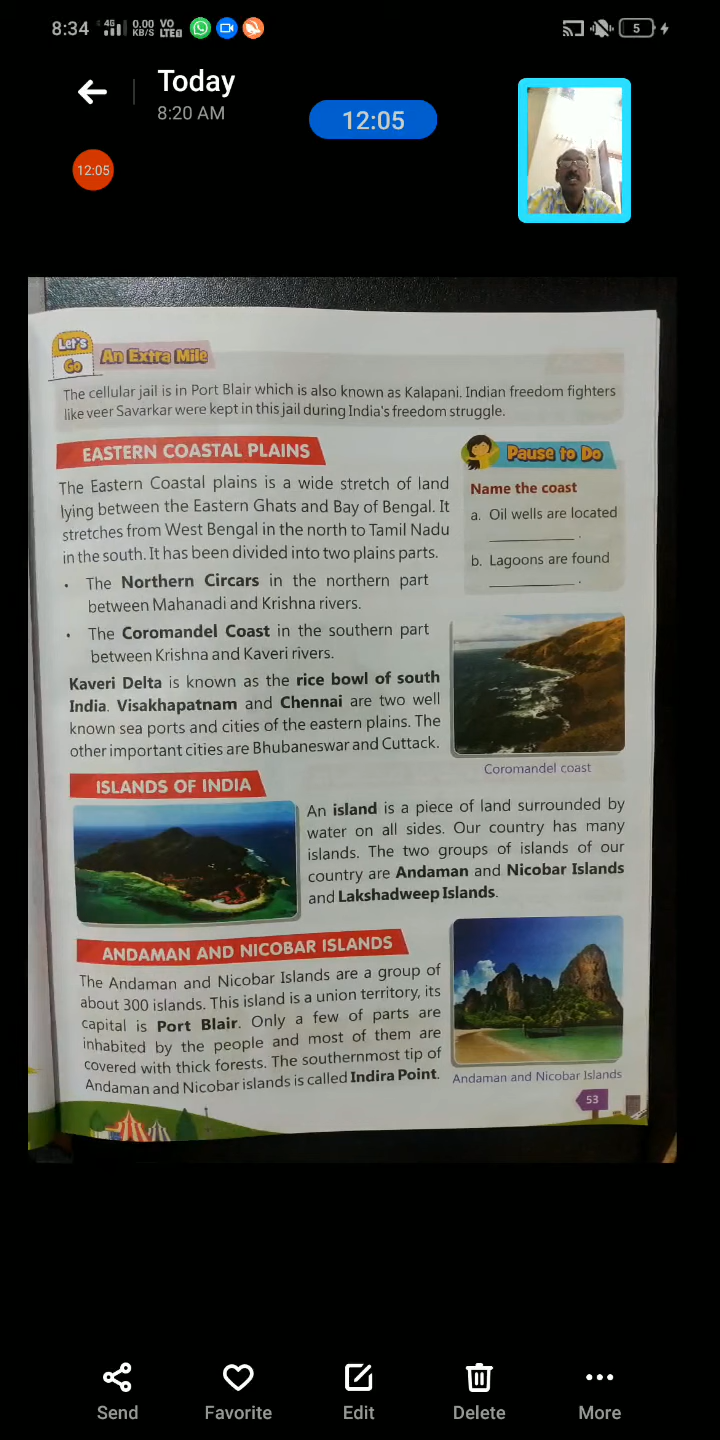 8:34 4G 0.00 KB/S VO LTE 5
Today
8:20 AM
12:05
12:05
Let's Go An Extra Mile
The cellular jail is in Port Blair which is also known as Kalapani. Indian freedom fighters
like veer Savarkar were kept in this jail during India's freedom struggle.
EASTERN COASTAL PLAINS
The Eastern Coastal plains is a wide stretch of land
lying between the Eastern Ghats and Bay of Bengal. It
stretches from West Bengal in the north to Tamil Nadu
in the south. It has been divided into two plains parts.
• The Northern Circars in the northern part
between Mahanadi and Krishna rivers.
• The Coromandel Coast in the southern part
between Krishna and Kaveri rivers.
Kaveri Delta is known as the rice bowl of south
India. Visakhapatnam and Chennai are two well
known sea ports and cities of the eastern plains. The
other important cities are Bhubaneswar and Cuttack.
Pause to Do
Name the coast
a. Oil wells are located
__________ .
b. Lagoons are found
__________ .
Coromandel coast
ISLANDS OF INDIA
An island is a piece of land surrounded by
water on all sides. Our country has many
islands. The two groups of islands of our
country are Andaman and Nicobar Islands
and Lakshadweep Islands.
ANDAMAN AND NICOBAR ISLANDS
The Andaman and Nicobar Islands are a group of
about 300 islands. This island is a union territory, its
capital is Port Blair. Only a few of parts are
inhabited by the people and most of them are
covered with thick forests. The southernmost tip of
Andaman and Nicobar islands is called Indira Point.
Andaman and Nicobar Islands
53
Send Favorite Edit Delete More